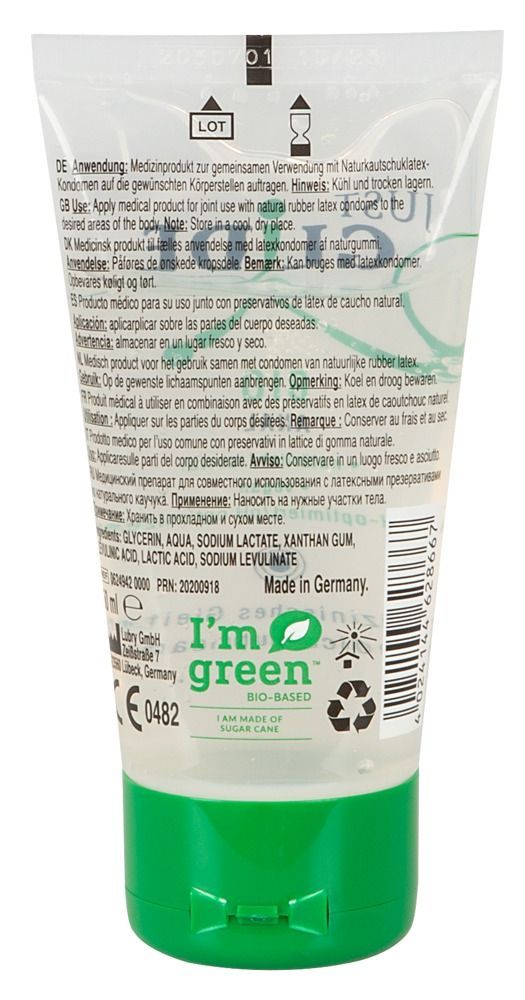 LOT
DE Anwendung: Medizinprodukt zur gemeinsamen Verwendung mit Naturkautschuklatex-
Kondomen auf die gewünschten Körperstellen auftragen. Hinweis: Kühl und trocken lagern.
GB Use: Apply medical product for joint use with natural rubber latex condoms to the
desired areas of the body. Note: Store in a cool, dry place.
DK Medicinsk produkt til fælles anvendelse med latexkondomer af naturgummi.
Anvendelse: Påføres de ønskede kropsdele. Bemærk: Kan bruges med latexkondomer.
Opbevares køligt og tørt.
ES Producto médico para su uso junto con preservativos de látex de caucho natural.
Aplicación: aplicarplicar sobre las partes del cuerpo deseadas.
Advertencia: almacenar en un lugar fresco y seco.
NL Medisch product voor het gebruik samen met condomen van natuurlijke rubber latex.
Gebruik: Op de gewenste lichaamspunten aanbrengen. Opmerking: Koel en droog bewaren.
FR Produit médical à utiliser en combinaison avec des préservatifs en latex de caoutchouc naturel.
Utilisation: Appliquer sur les parties du corps désirées. Remarque: Conserver au frais et au sec.
Prodotto medico per l'uso comune con preservativi in lattice di gomma naturale.
Applicaresulle parti del corpo desiderate. Avviso: Conservare in un luogo fresco e asciutto.
Медицинский препарат для совместного использования с латексными презервативами
натурального каучука. Применение: Наносить на нужные участки тела.
Хранить в прохладном и сухом месте.
GLYCERIN, AQUA, SODIUM LACTATE, XANTHAN GUM,
LACTIC ACID, SODIUM LEVULINATE
0624942 0000 PRN: 20200918 Made in Germany.
ml e
Lubry GmbH
Zeißstraße 7
Lübeck, Germany
CE 0482
I'm
green™
BIO-BASED
I AM MADE OF
SUGAR CANE
4024144628667